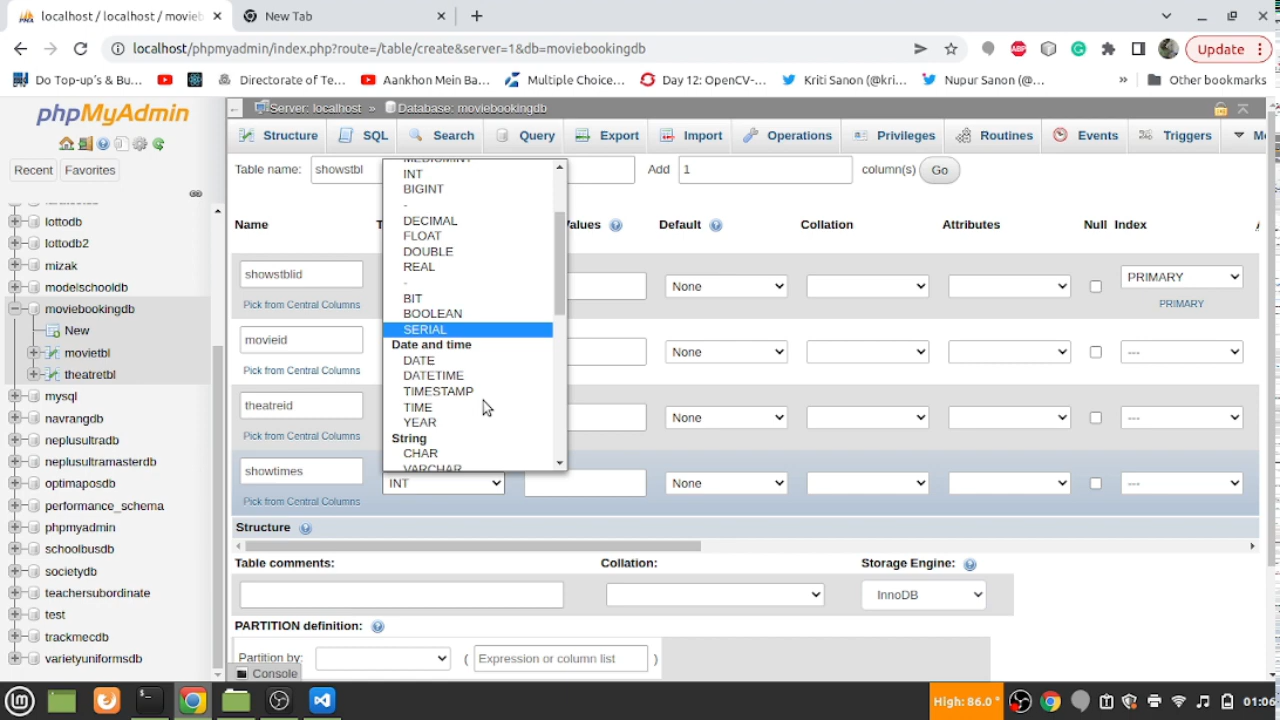 localhost / localhost / movieb
New Tab
localhost/phpmyadmin/index.php?route=/table/create&server=1&db=moviebookingdb
Update
Do Top-up's & Bu...
Directorate of Te...
Aankhon Mein Ba...
Multiple Choice...
Day 12: OpenCV-...
Kriti Sanon (@kri...
Nupur Sanon (@...
Other bookmarks
phpMyAdmin
Recent
Favorites
lottodb
lottodb2
mizak
modelschooldb
moviebookingdb
New
movietbl
theatretbl
mysql
navrangdb
neplusultradb
neplusultramasterdb
optimaposdb
performance_schema
phpmyadmin
schoolbusdb
societydb
teachersubordinate
test
trackmecdb
varietyuniformsdb
Server: localhost » Database: moviebookingdb
Structure
SQL
Search
Query
Export
Import
Operations
Privileges
Routines
Events
Triggers
Mo
Table name: showstbl
Add 1 column(s) Go
Name
T
Values
Default
Collation
Attributes
Null
Index
A
showstblid
Pick from Central Columns
None
PRIMARY
PRIMARY
movieid
Pick from Central Columns
None
---
theatreid
Pick from Central Columns
None
---
showtimes
Pick from Central Columns
INT
None
---
MEDIUMINT
INT
BIGINT
-
DECIMAL
FLOAT
DOUBLE
REAL
-
BIT
BOOLEAN
SERIAL
Date and time
DATE
DATETIME
TIMESTAMP
TIME
YEAR
String
CHAR
VARCHAR
Structure
Table comments:
Collation:
Storage Engine:
InnoDB
PARTITION definition:
Partition by:
( Expression or column list )
Console
High: 86.0°
01:06